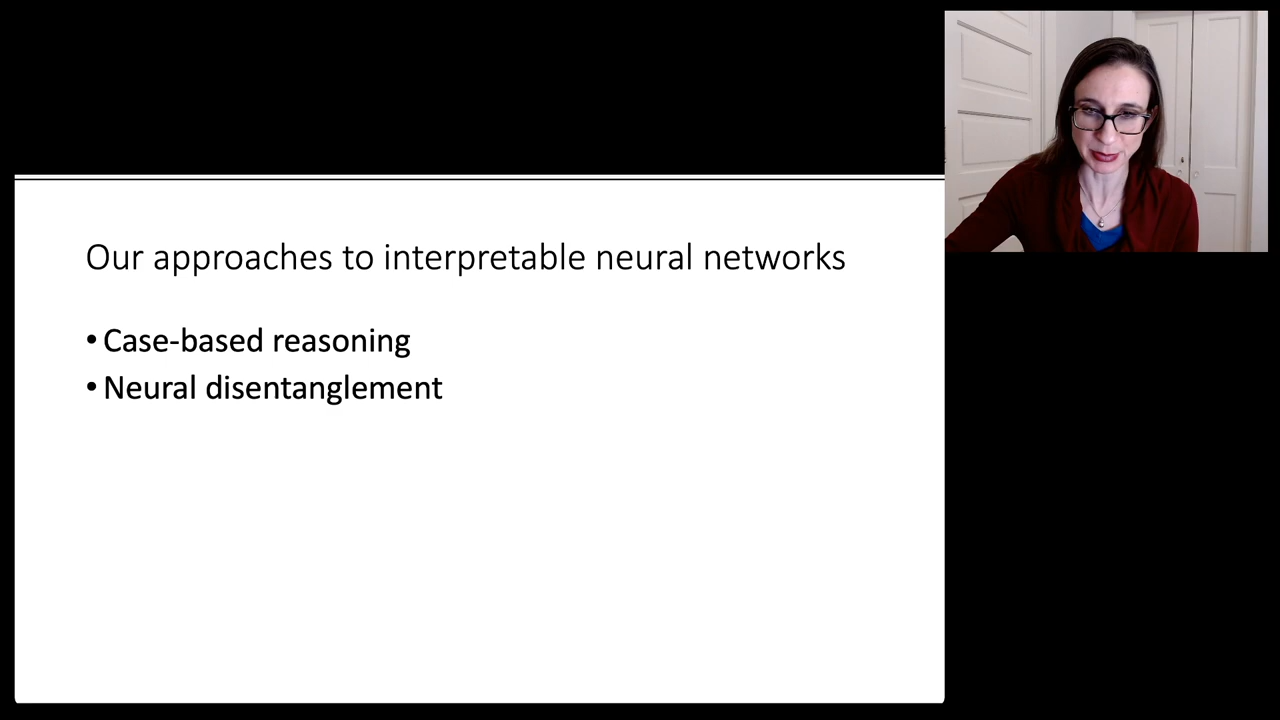 Our approaches to interpretable neural networks
• Case-based reasoning
• Neural disentanglement